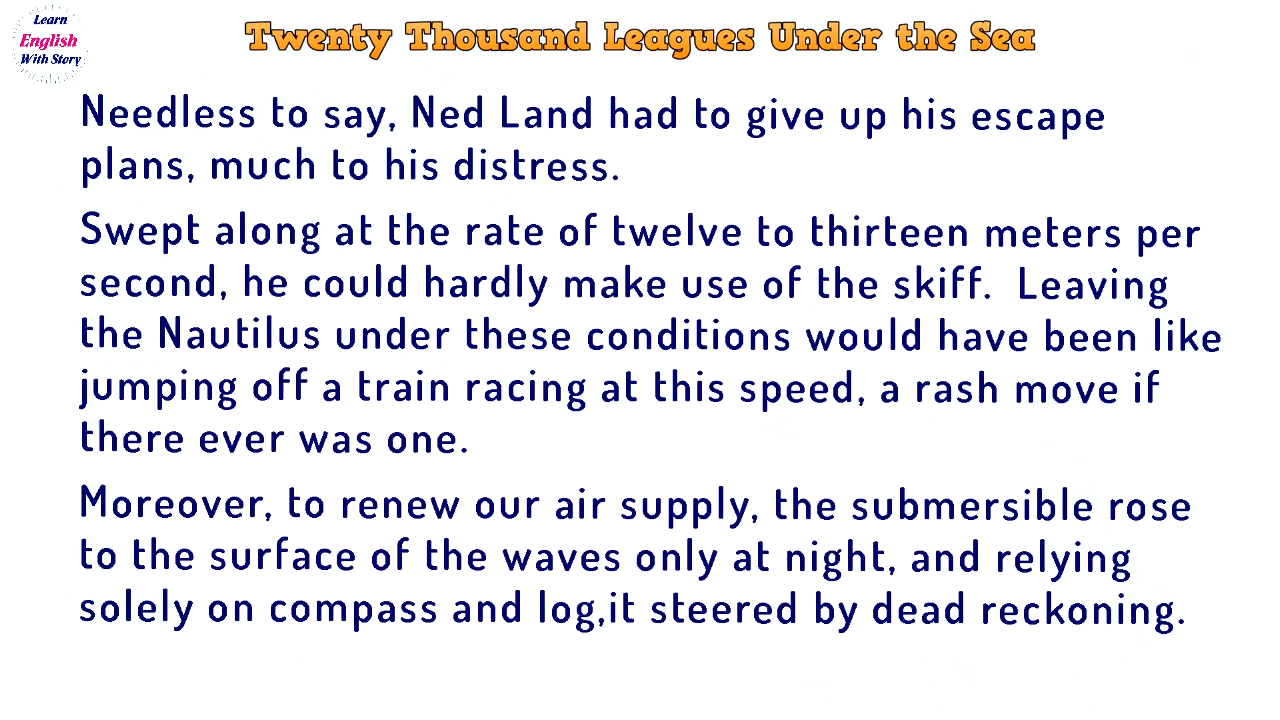 Learn
English
With Story
Twenty Thousand Leagues Under the Sea
Needless to say, Ned Land had to give up his escape
plans, much to his distress.
Swept along at the rate of twelve to thirteen meters per
second, he could hardly make use of the skiff.  Leaving
the Nautilus under these conditions would have been like
jumping off a train racing at this speed, a rash move if
there ever was one.
Moreover, to renew our air supply, the submersible rose
to the surface of the waves only at night, and relying
solely on compass and log,it steered by dead reckoning.